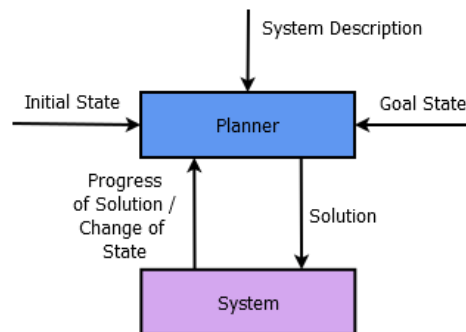 System Description
Initial State
Goal State
Planner
Progress
of Solution /
Change of
State
Solution
System